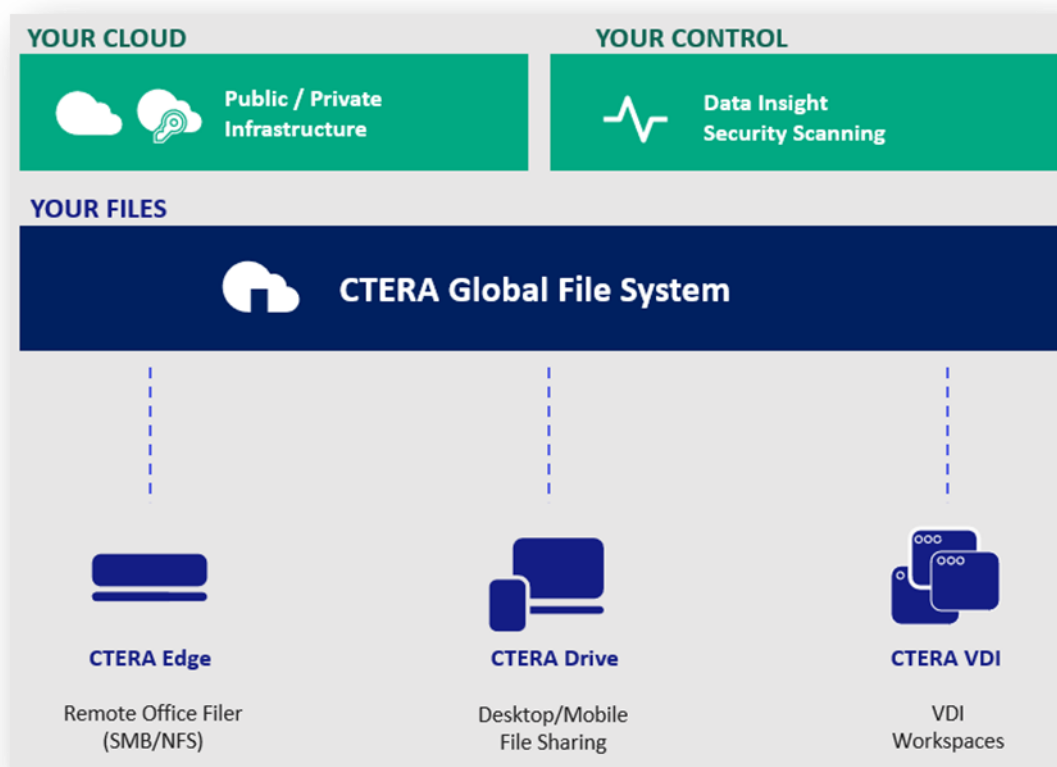 YOUR CLOUD
YOUR CONTROL
Public / Private
Infrastructure
Data Insight
Security Scanning
YOUR FILES
CTERA Global File System
CTERA Edge
CTERA Drive
CTERA VDI
Remote Office Filer
(SMB/NFS)
Desktop/Mobile
File Sharing
VDI
Workspaces